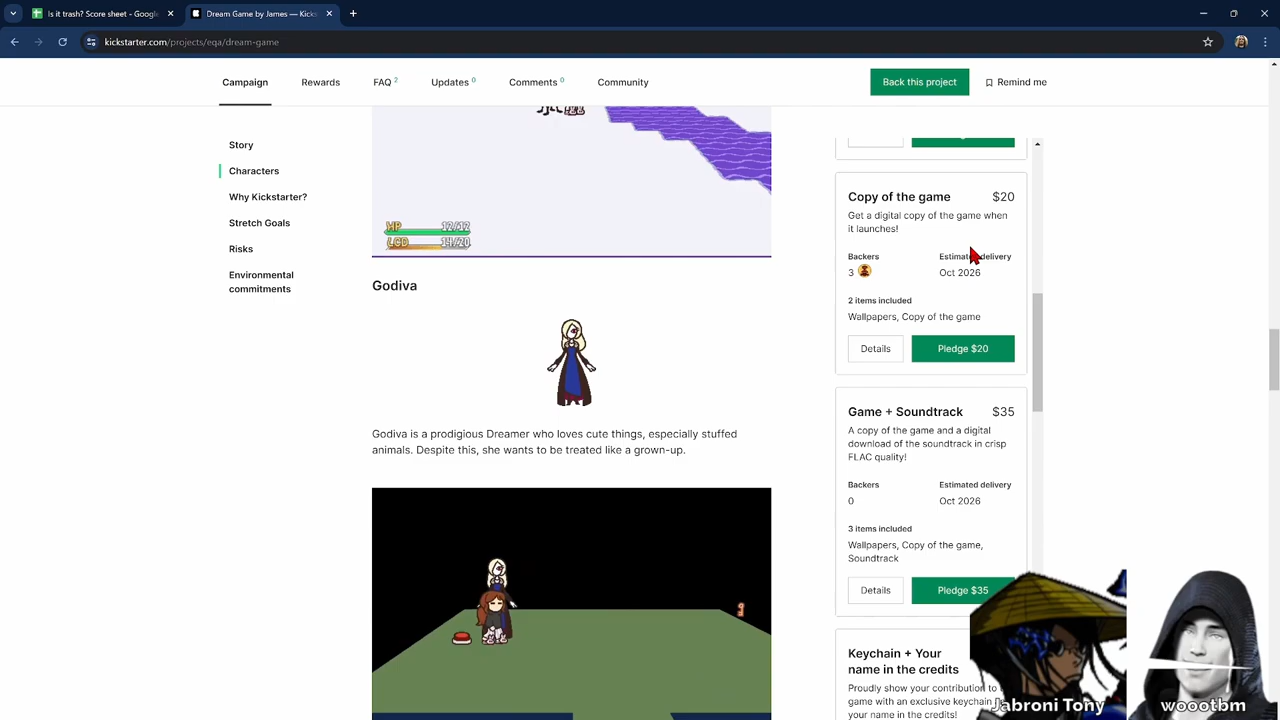 Is it trash? Score sheet - Google
Dream Game by James — Kicks
kickstarter.com/projects/eqa/dream-game
Campaign
Rewards
FAQ 2
Updates 0
Comments 0
Community
Back this project
Remind me
Story
Characters
Why Kickstarter?
Stretch Goals
Risks
Environmental
commitments
12/12
14/20
Godiva
Godiva is a prodigious Dreamer who loves cute things, especially stuffed
animals. Despite this, she wants to be treated like a grown-up.
Copy of the game $20
Get a digital copy of the game when
it launches!
Backers Estimated delivery
3 Oct 2026
2 items included
Wallpapers, Copy of the game
Details Pledge $20
Game + Soundtrack $35
A copy of the game and a digital
download of the soundtrack in crisp
FLAC quality!
Backers Estimated delivery
0 Oct 2026
3 items included
Wallpapers, Copy of the game,
Soundtrack
Details Pledge $35
Keychain + Your
name in the credits
Proudly show your contribution to
game with an exclusive keychain
your name in the credits!
Jabroni Tony
woootbm